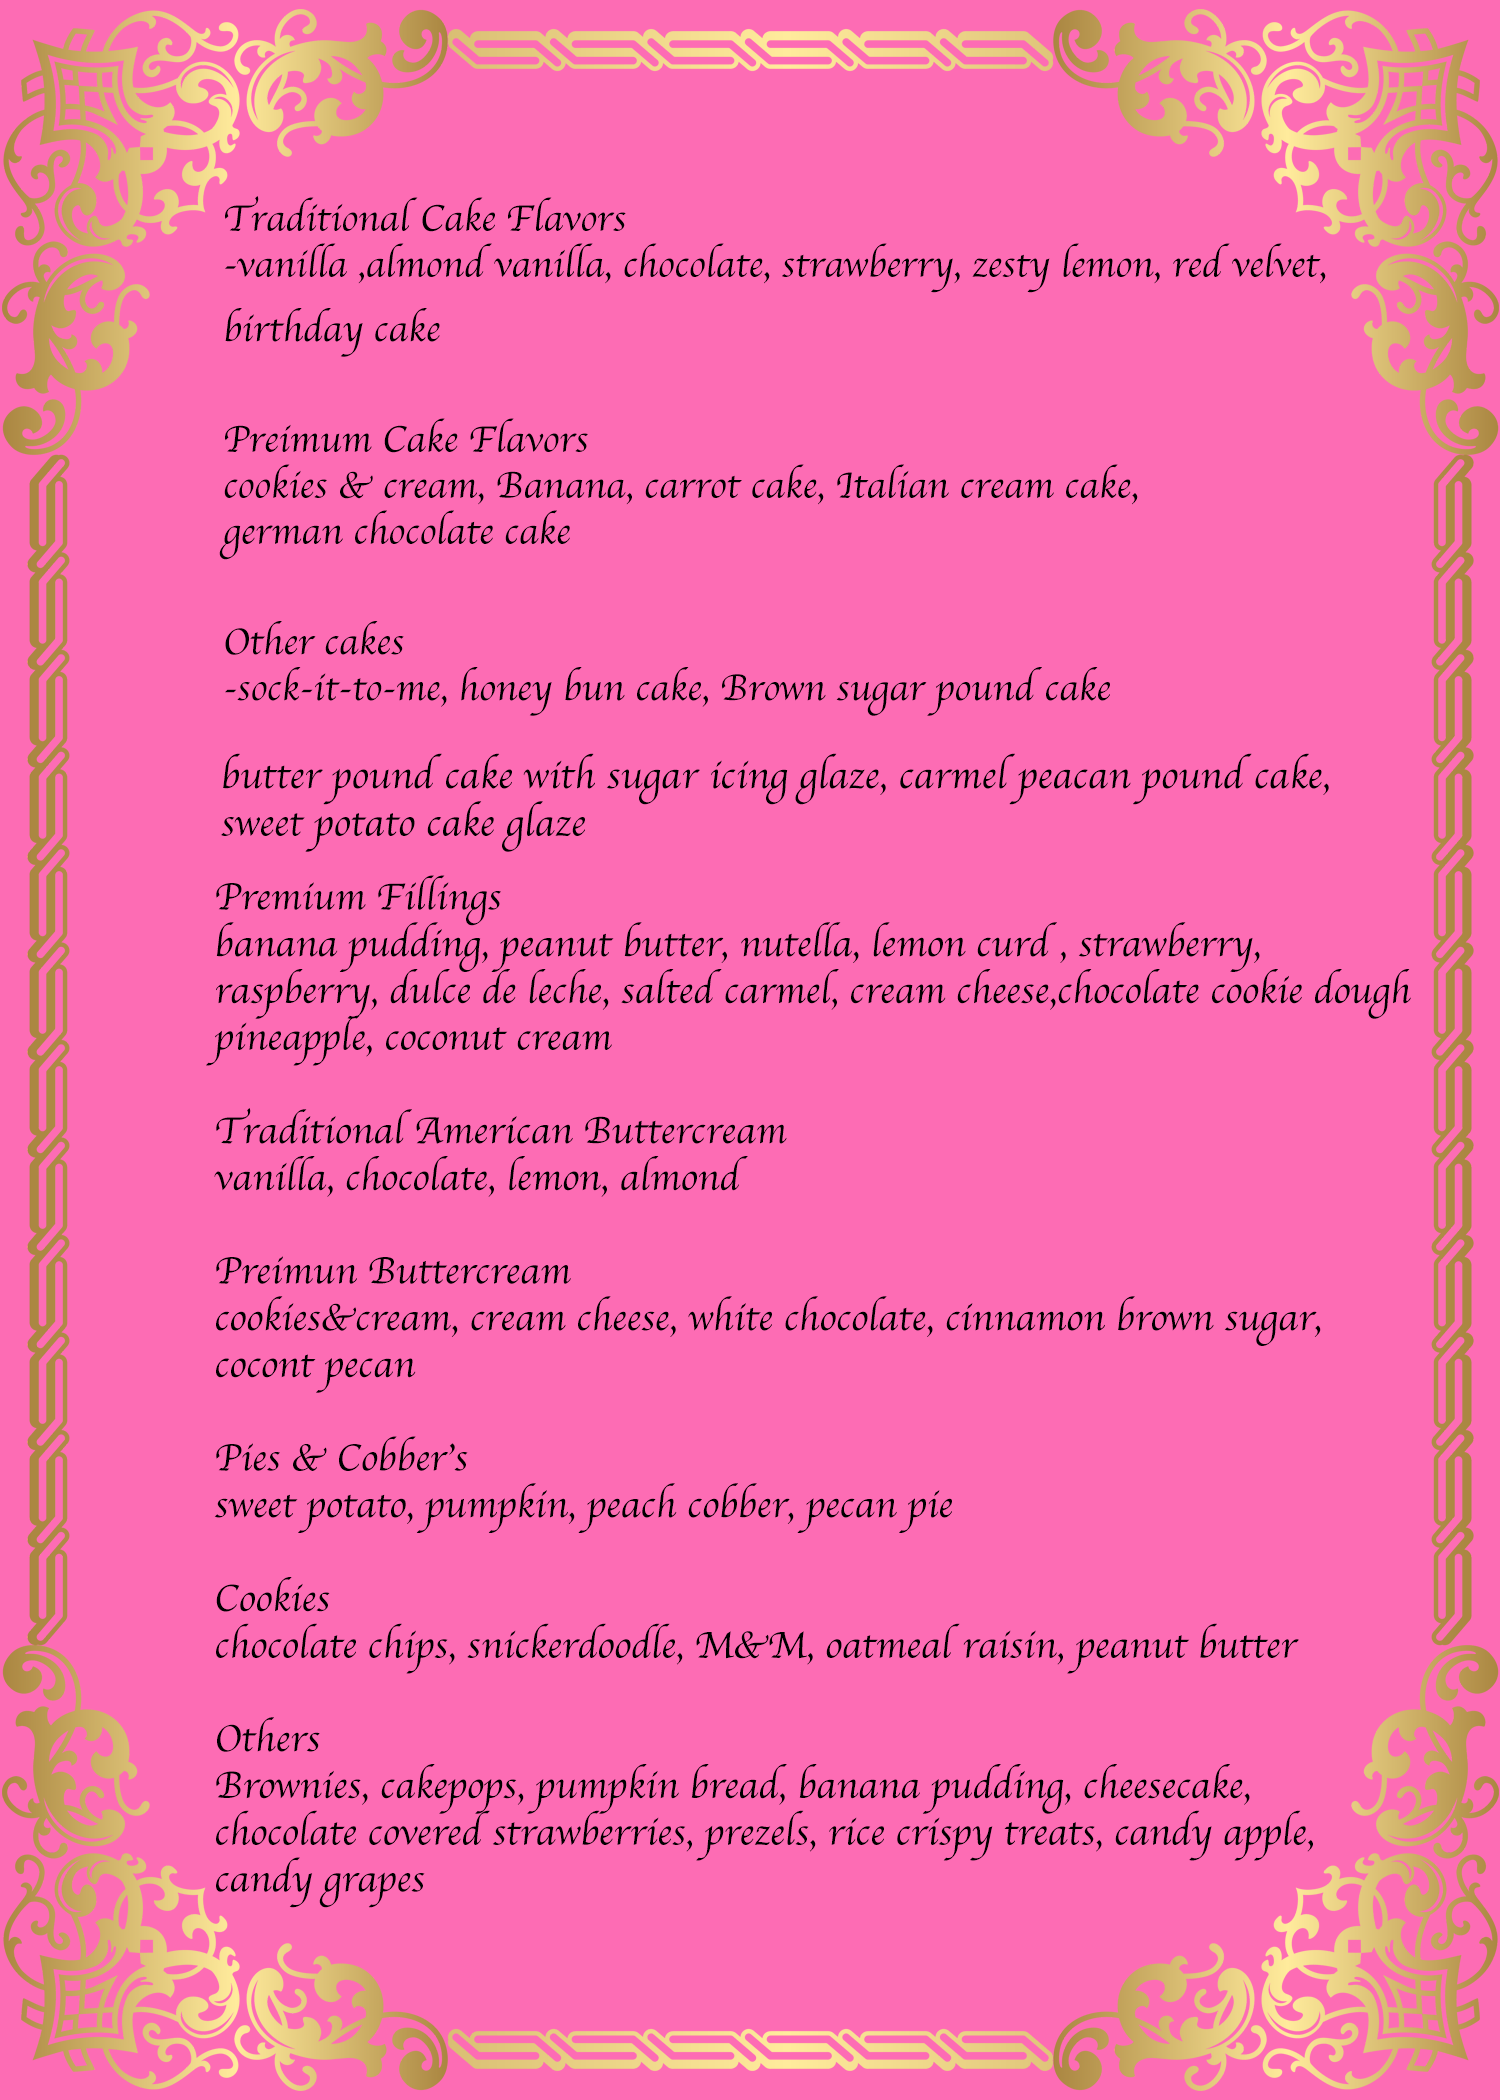 Traditional Cake Flavors
-vanilla ,almond vanilla, chocolate, strawberry, zesty lemon, red velvet,
birthday cake
Preimum Cake Flavors
cookies & cream, Banana, carrot cake, Italian cream cake,
german chocolate cake
Other cakes
-sock-it-to-me, honey bun cake, Brown sugar pound cake
butter pound cake with sugar icing glaze, carmel peacan pound cake,
sweet potato cake glaze
Premium Fillings
banana pudding, peanut butter, nutella, lemon curd , strawberry,
raspberry, dulce de leche, salted carmel, cream cheese,chocolate cookie dough
pineapple, coconut cream
Traditional American Buttercream
vanilla, chocolate, lemon, almond
Preimun Buttercream
cookies&cream, cream cheese, white chocolate, cinnamon brown sugar,
cocont pecan
Pies & Cobber's
sweet potato, pumpkin, peach cobber, pecan pie
Cookies
chocolate chips, snickerdoodle, M&M, oatmeal raisin, peanut butter
Others
Brownies, cakepops, pumpkin bread, banana pudding, cheesecake,
chocolate covered strawberries, prezels, rice crispy treats, candy apple,
candy grapes